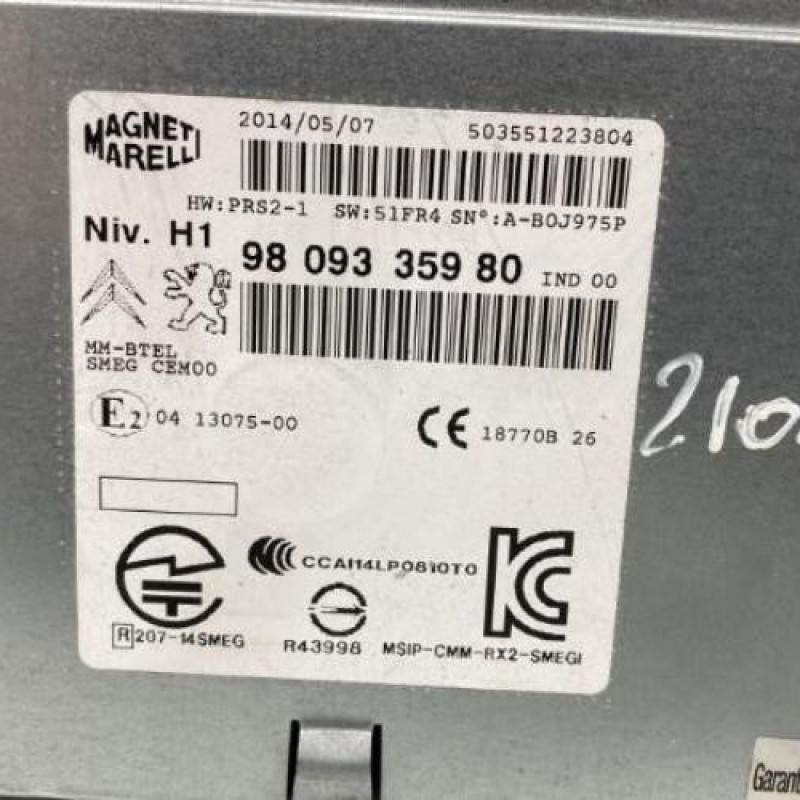 MAGNETI MARELLI
2014/05/07 503551223804
HW:PRS2-1 SW:51FR4 SN°:A-B0J975P
Niv. H1
98 093 359 80 IND 00
MM-BTEL
SMEG CEM00
E2 04 13075-00
CE 18770B 26
CCAI14LP0810T0
R 207-14SMEG
R43998
MSIP-CMM-RX2-SMEGI